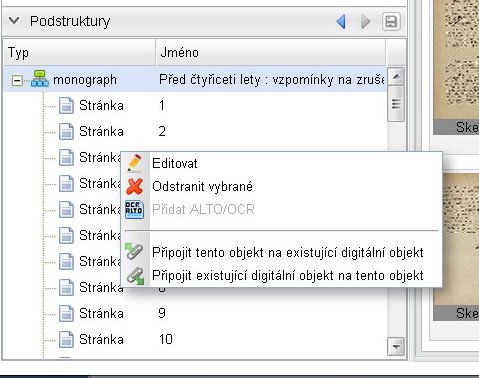 Podstruktury
Typ Jméno
monograph Před čtyřiceti lety : vzpomínky na zruše
Stránka 1
Stránka 2
Stránka
Stránka
Stránka
Stránka
Stránka
Stránka 8
Stránka 9
Stránka 10
Editovat
Odstranit vybrané
OCR
ALTO
Přidat ALTO/OCR
Připojit tento objekt na existující digitální objekt
Připojit existující digitální objekt na tento objekt
Ske
Ske